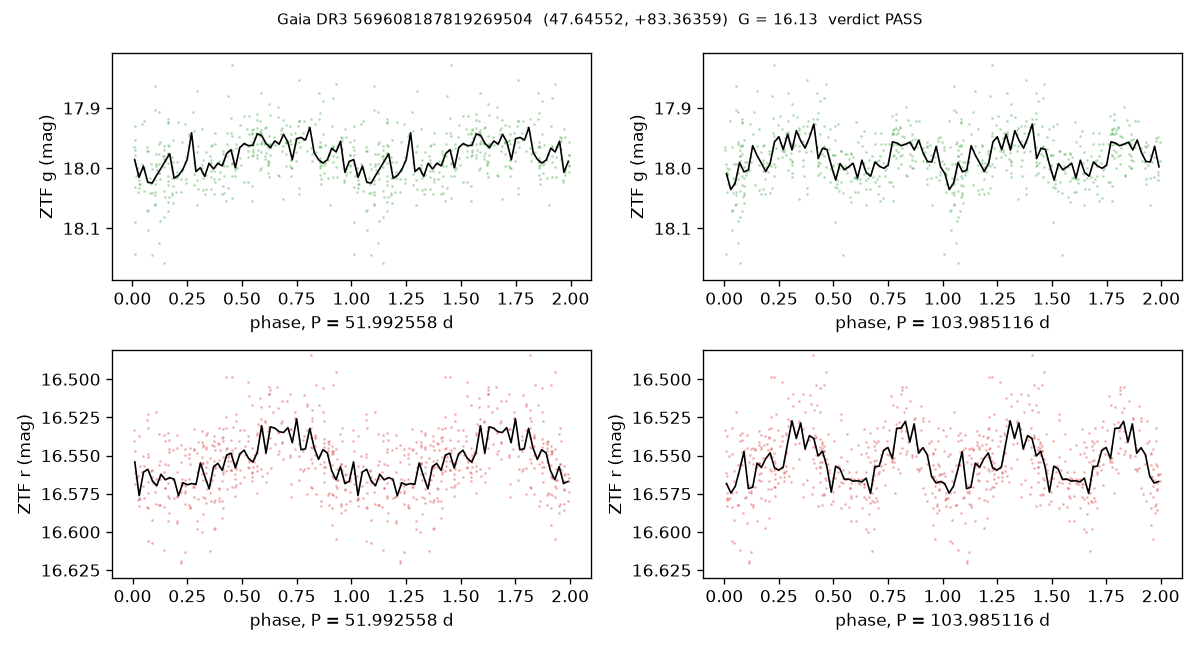 Gaia DR3 569608187819269504 (47.64552, +83.36359) G = 16.13 verdict PASS
ZTF g (mag)
17.9
18.0
18.1
0.00 0.25 0.50 0.75 1.00 1.25 1.50 1.75 2.00
phase, P = 51.992558 d
ZTF g (mag)
17.9
18.0
18.1
0.00 0.25 0.50 0.75 1.00 1.25 1.50 1.75 2.00
phase, P = 103.985116 d
ZTF r (mag)
16.500
16.525
16.550
16.575
16.600
16.625
0.00 0.25 0.50 0.75 1.00 1.25 1.50 1.75 2.00
phase, P = 51.992558 d
ZTF r (mag)
16.500
16.525
16.550
16.575
16.600
16.625
0.00 0.25 0.50 0.75 1.00 1.25 1.50 1.75 2.00
phase, P = 103.985116 d